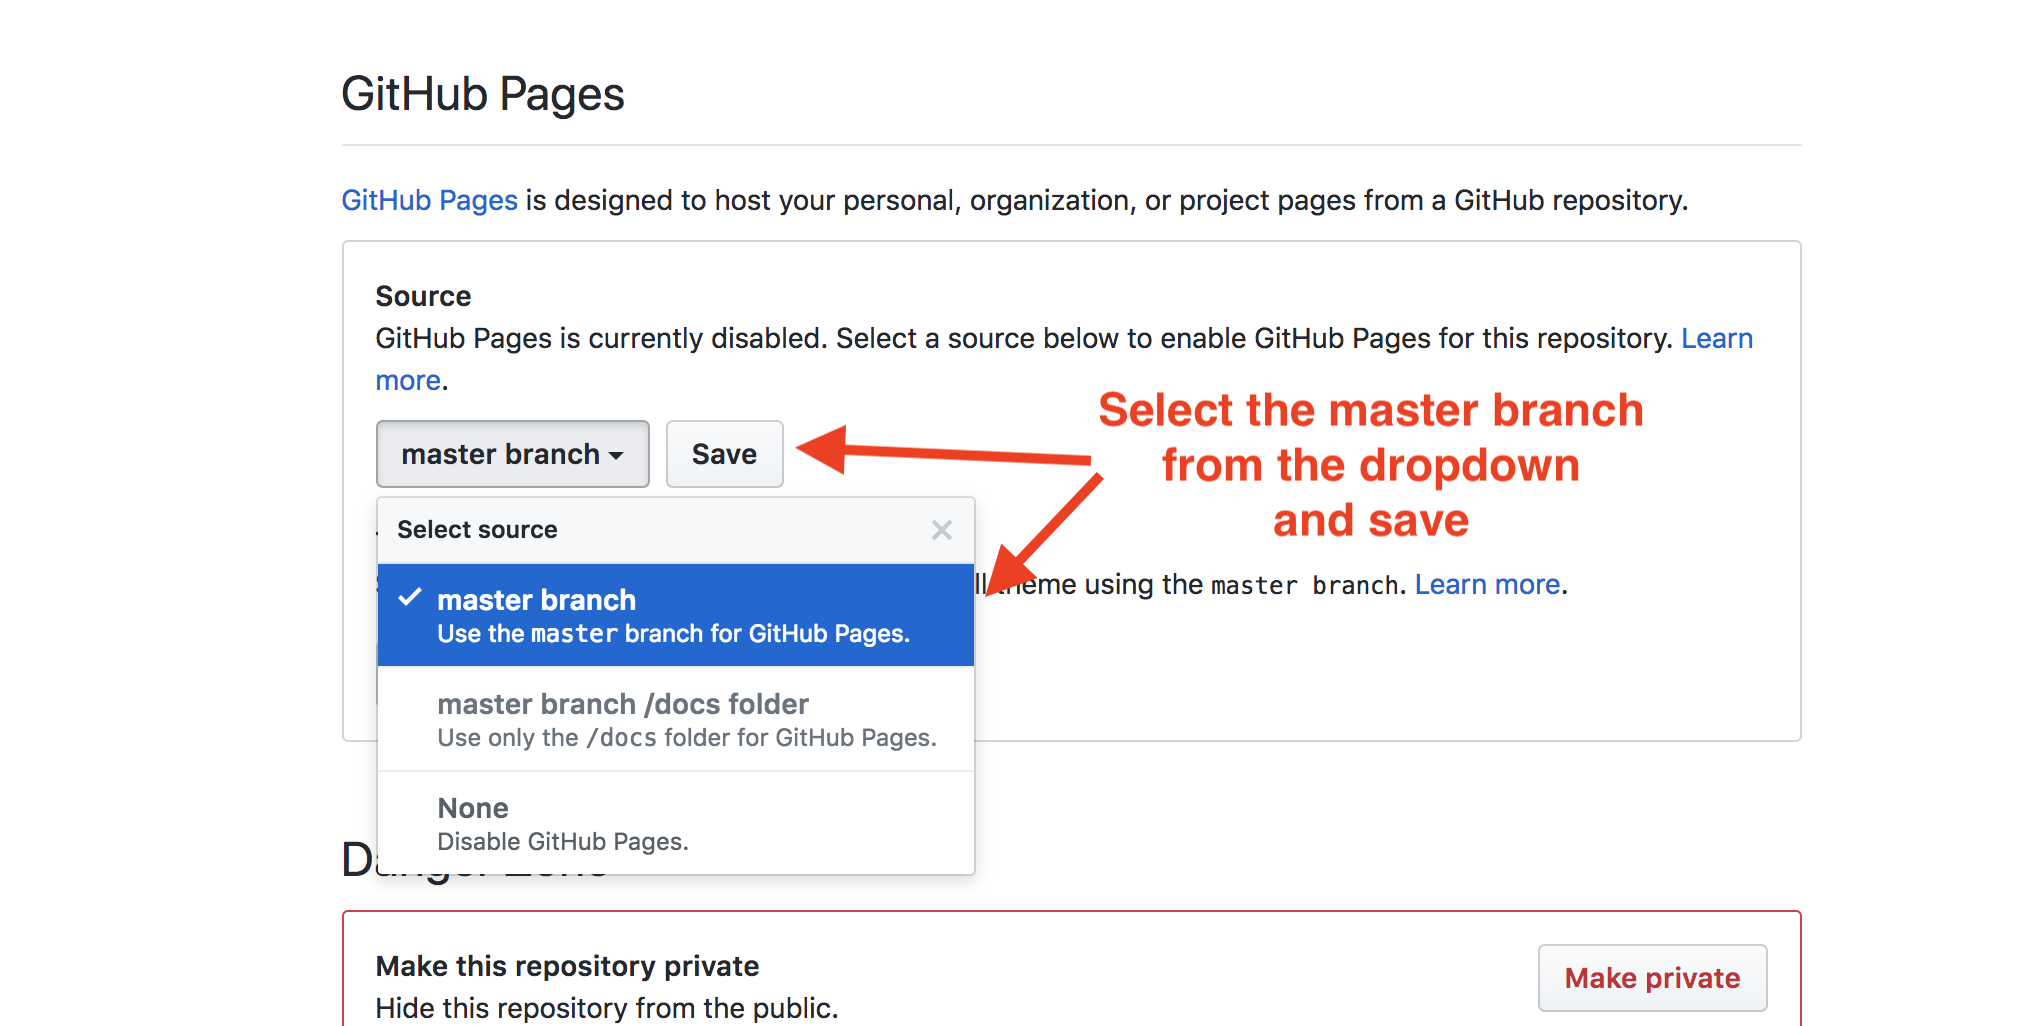 GitHub Pages
GitHub Pages is designed to host your personal, organization, or project pages from a GitHub repository.
Source
GitHub Pages is currently disabled. Select a source below to enable GitHub Pages for this repository. Learn
more.
Select the master branch
from the dropdown
and save
master branch
Save
Select source
using the master branch. Learn more.
master branch
Use the master branch for GitHub Pages.
master branch /docs folder
Use only the /docs folder for GitHub Pages.
None
Disable GitHub Pages.
Make this repository private
Hide this repository from the public.
Make private